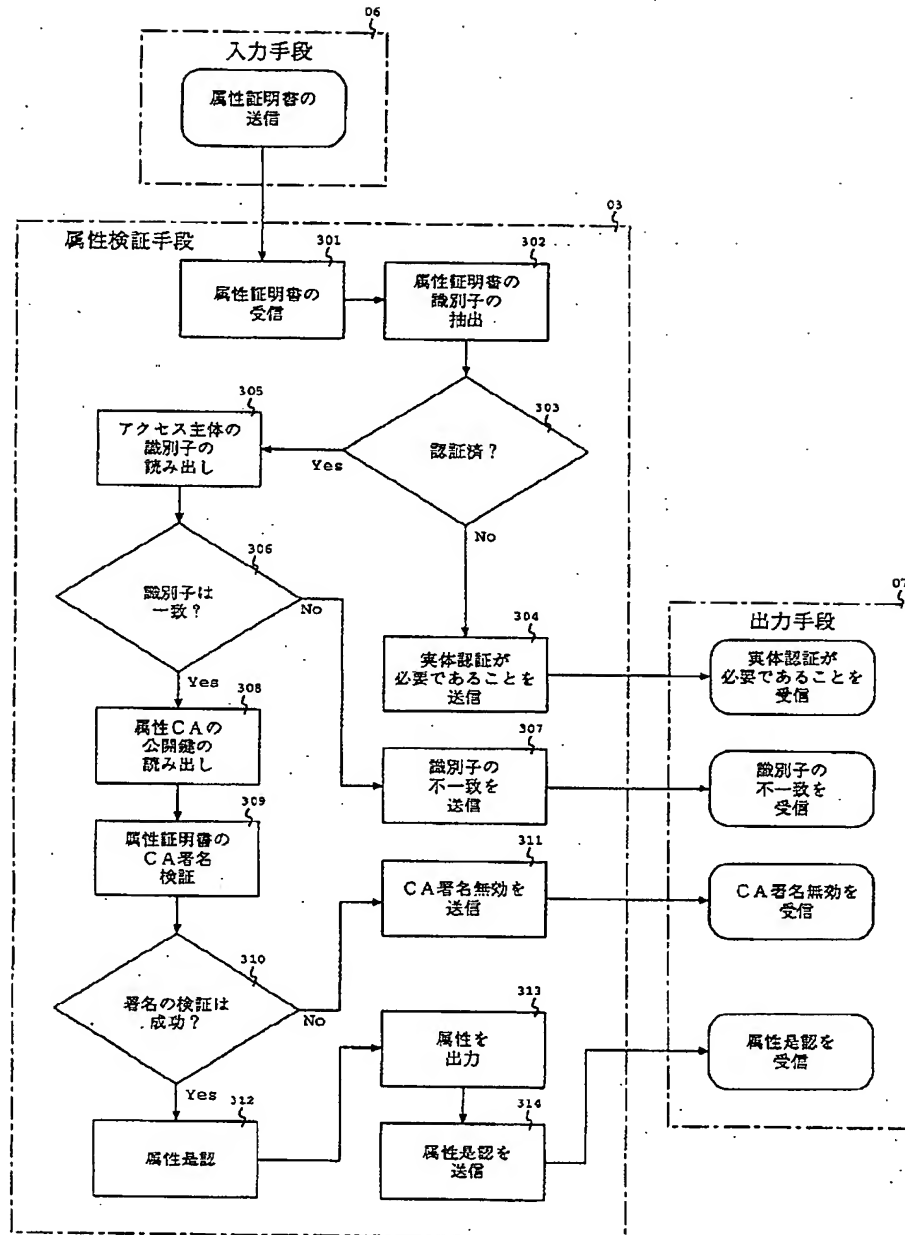 06
入力手段
属性証明書の
送信
03
属性検証手段
301
属性証明書の
受信
302
属性証明書の
識別子の
抽出
303
認証済？
Yes
No
305
アクセス主体の
識別子の
読み出し
306
識別子は
一致？
No
Yes
304
実体認証が
必要であることを
送信
07
出力手段
実体認証が
必要であることを
受信
308
属性ＣＡの
公開鍵の
読み出し
307
識別子の
不一致を
送信
識別子の
不一致を
受信
309
属性証明書の
ＣＡ署名
検証
311
ＣＡ署名無効を
送信
ＣＡ署名無効を
受信
310
署名の検証は
成功？
No
Yes
313
属性を
出力
312
属性是認
314
属性是認を
送信
属性是認を
受信